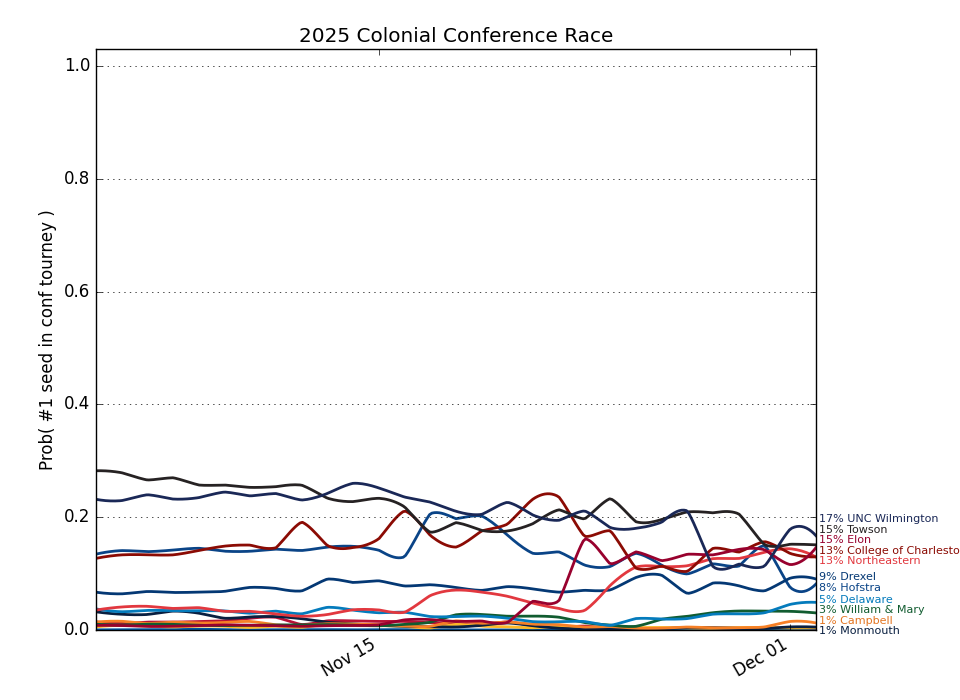 2025 Colonial Conference Race
Prob( #1 seed in conf tourney )
1.0
0.8
0.6
0.4
0.2
0.0
Nov 15
Dec 01
17% UNC Wilmington
15% Towson
15% Elon
13% College of Charlesto
13% Northeastern
9% Drexel
8% Hofstra
5% Delaware
3% William & Mary
1% Campbell
1% Monmouth